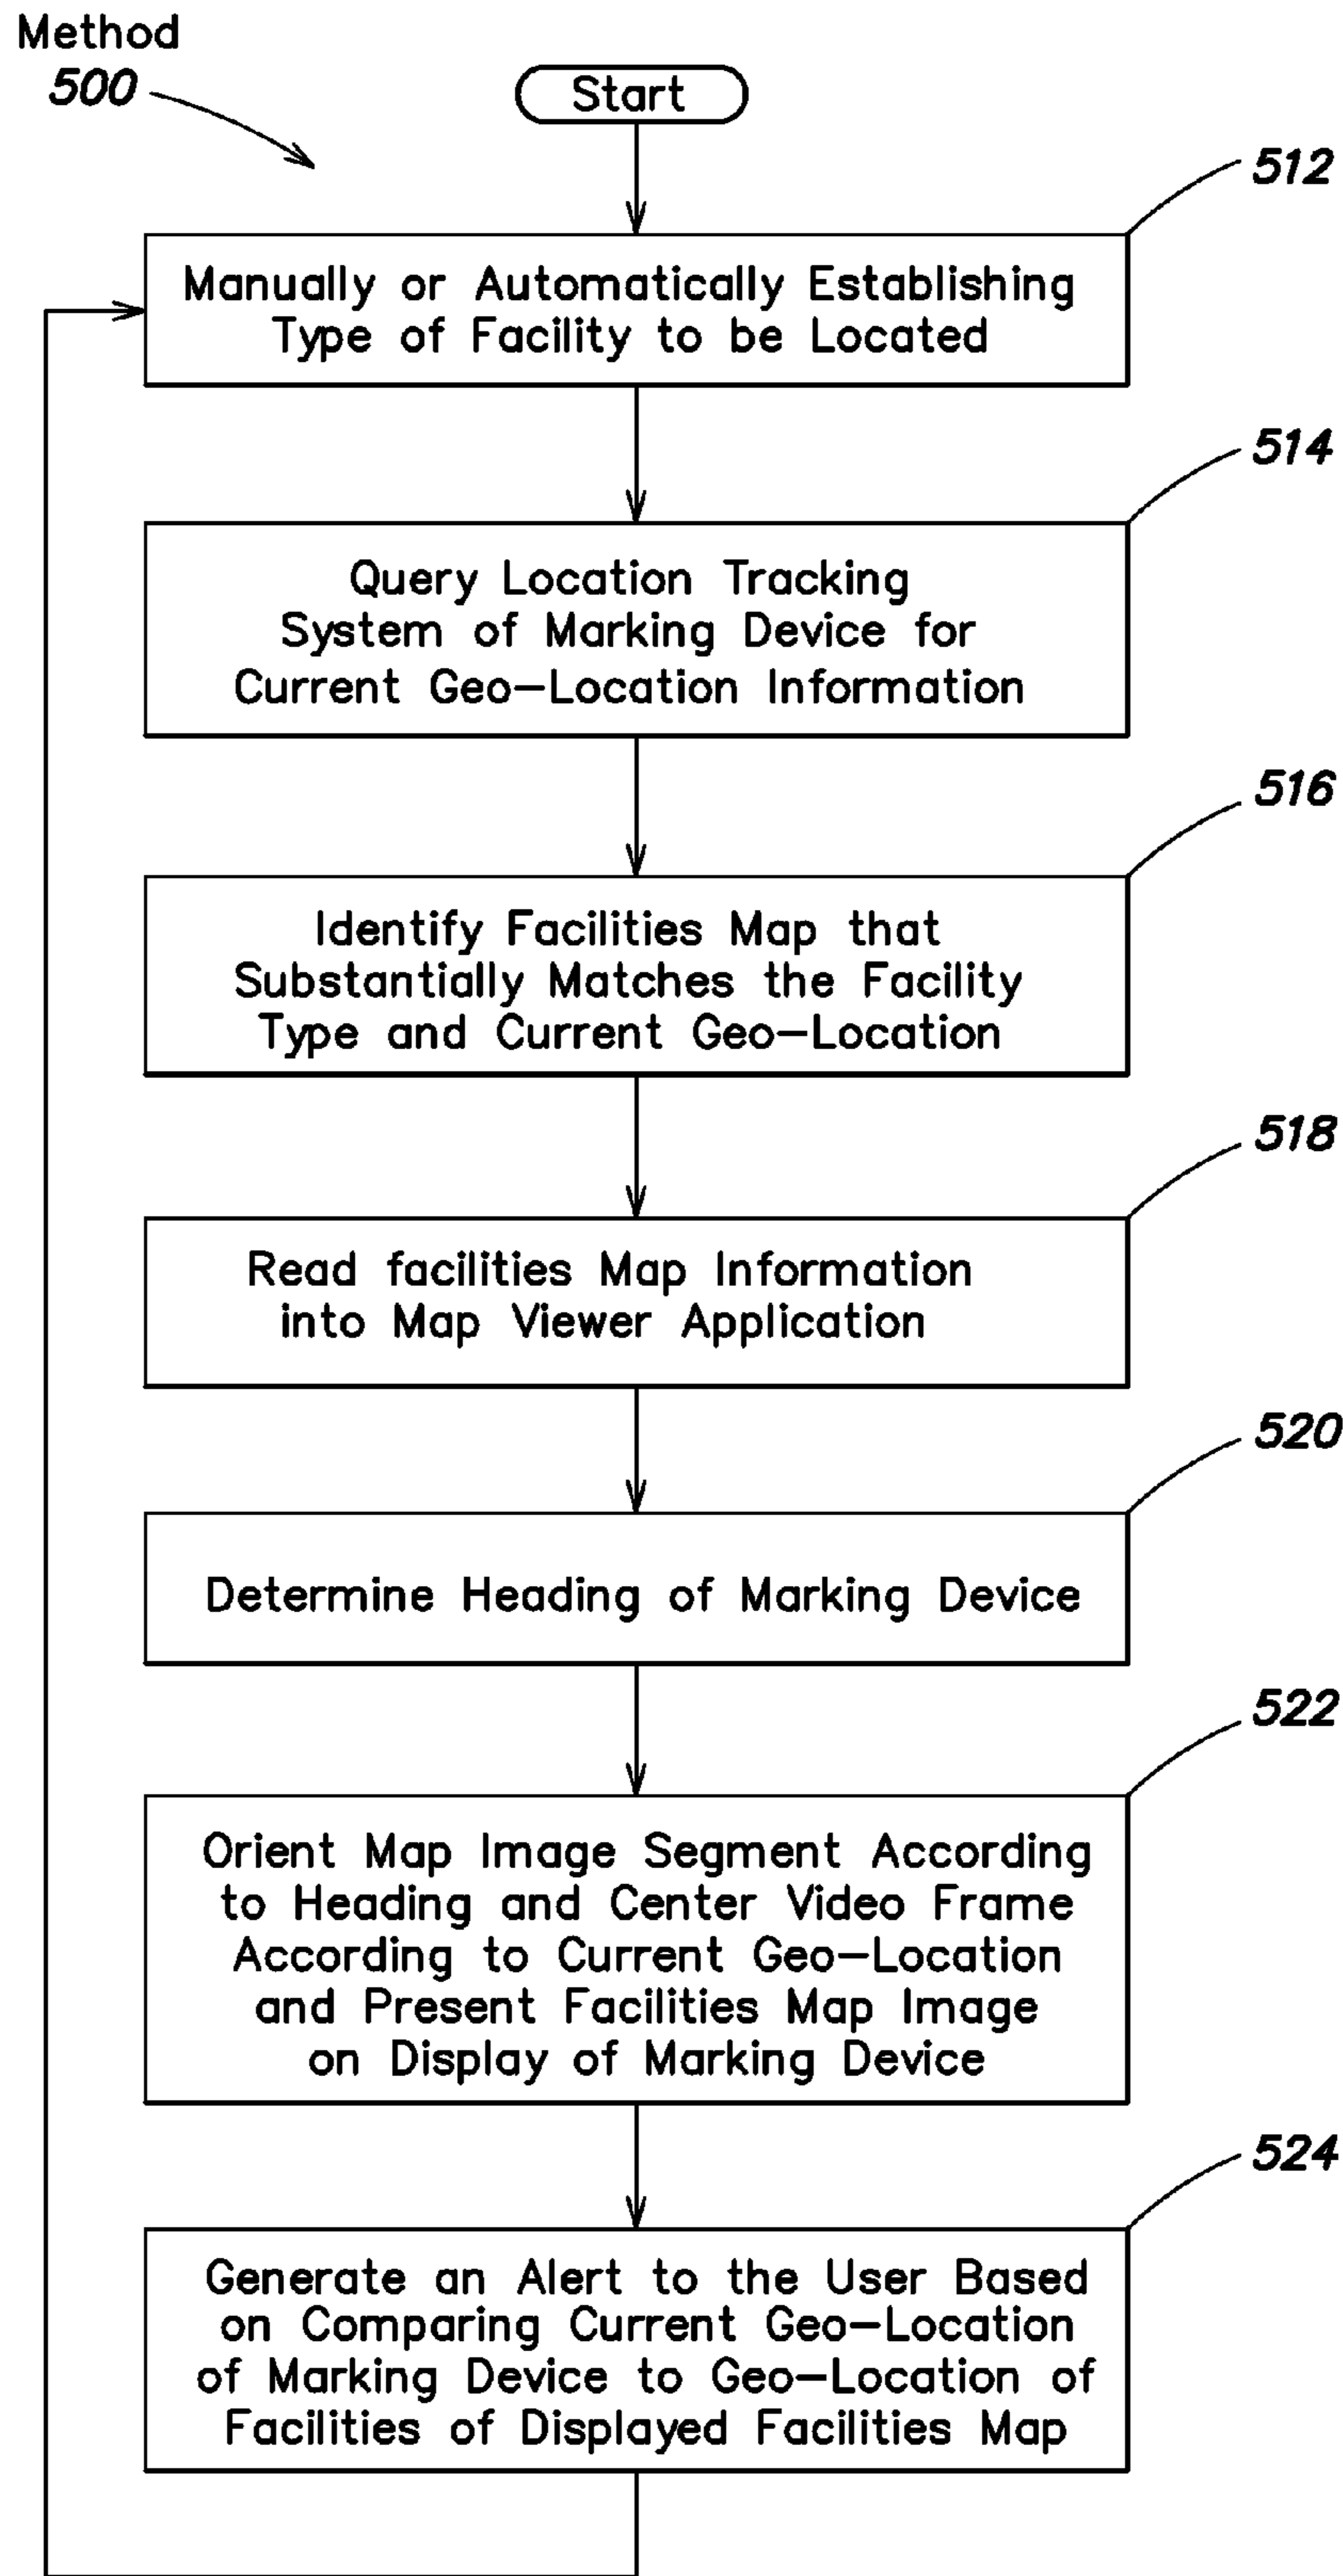 Method
500
Start
512
Manually or Automatically Establishing
Type of Facility to be Located
514
Query Location Tracking
System of Marking Device for
Current Geo-Location Information
516
Identify Facilities Map that
Substantially Matches the Facility
Type and Current Geo-Location
518
Read facilities Map Information
into Map Viewer Application
520
Determine Heading of Marking Device
522
Orient Map Image Segment According
to Heading and Center Video Frame
According to Current Geo-Location
and Present Facilities Map Image
on Display of Marking Device
524
Generate an Alert to the User Based
on Comparing Current Geo-Location
of Marking Device to Geo-Location of
Facilities of Displayed Facilities Map